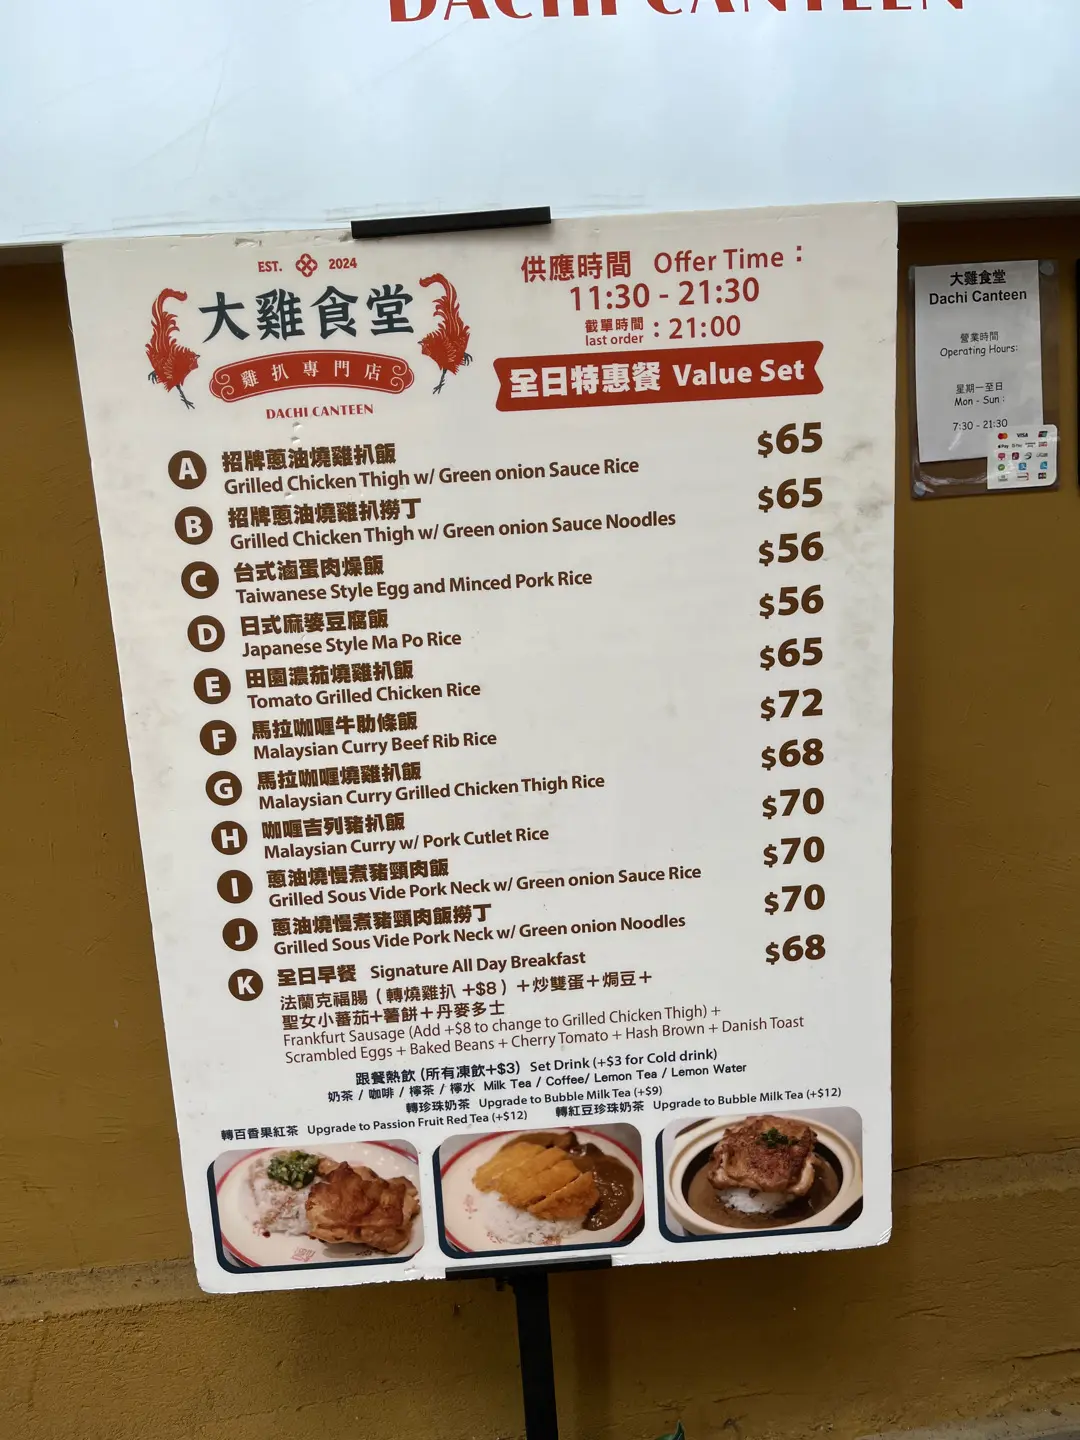 DACHI CANTEEN
EST. 2024
大雞食堂
雞扒專門店
DACHI CANTEEN
供應時間 Offer Time：
11:30 - 21:30
截單時間
last order : 21:00
全日特惠餐 Value Set
A 招牌蔥油燒雞扒飯 $65
Grilled Chicken Thigh w/ Green onion Sauce Rice
B 招牌蔥油燒雞扒撈丁 $65
Grilled Chicken Thigh w/ Green onion Sauce Noodles
C 台式滷蛋肉燥飯 $56
Taiwanese Style Egg and Minced Pork Rice
D 日式麻婆豆腐飯 $56
Japanese Style Ma Po Rice
E 田園濃茄燒雞扒飯 $65
Tomato Grilled Chicken Rice
F 馬拉咖喱牛肋條飯 $72
Malaysian Curry Beef Rib Rice
G 馬拉咖喱燒雞扒飯 $68
Malaysian Curry Grilled Chicken Thigh Rice
H 咖喱吉列豬扒飯 $70
Malaysian Curry w/ Pork Cutlet Rice
I 蔥油燒慢煮豬頸肉飯 $70
Grilled Sous Vide Pork Neck w/ Green onion Sauce Rice
J 蔥油燒慢煮豬頸肉飯撈丁 $70
Grilled Sous Vide Pork Neck w/ Green onion Noodles
K 全日早餐 Signature All Day Breakfast $68
法蘭克福腸（轉燒雞扒 +$8）＋炒雙蛋＋焗豆＋
聖女小蕃茄＋薯餅＋丹麥多士
Frankfurt Sausage (Add +$8 to change to Grilled Chicken Thigh) +
Scrambled Eggs + Baked Beans + Cherry Tomato + Hash Brown + Danish Toast
跟餐熱飲 (所有凍飲+$3) Set Drink (+$3 for Cold drink)
奶茶 / 咖啡 / 檸茶 / 檸水 Milk Tea / Coffee/ Lemon Tea / Lemon Water
轉珍珠奶茶 Upgrade to Bubble Milk Tea (+$9)
轉百香果紅茶 Upgrade to Passion Fruit Red Tea (+$12) 轉紅豆珍珠奶茶 Upgrade to Bubble Milk Tea (+$12)
大雞食堂
Dachi Canteen
營業時間
Operating Hours:
星期一至日
Mon - Sun :
7:30 - 21:30
VISA